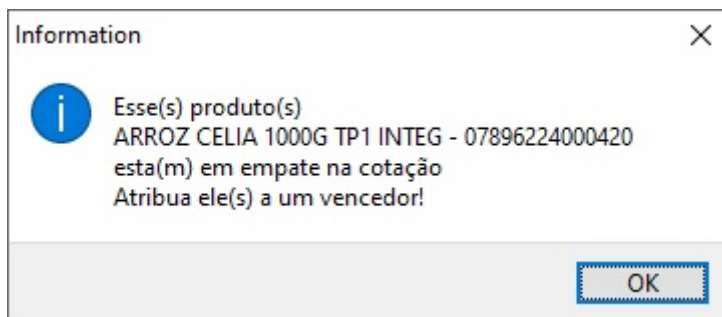 Information
Esse(s) produto(s)
ARROZ CELIA 1000G TP1 INTEG - 07896224000420
esta(m) em empate na cotação
Atribua ele(s) a um vencedor!
OK